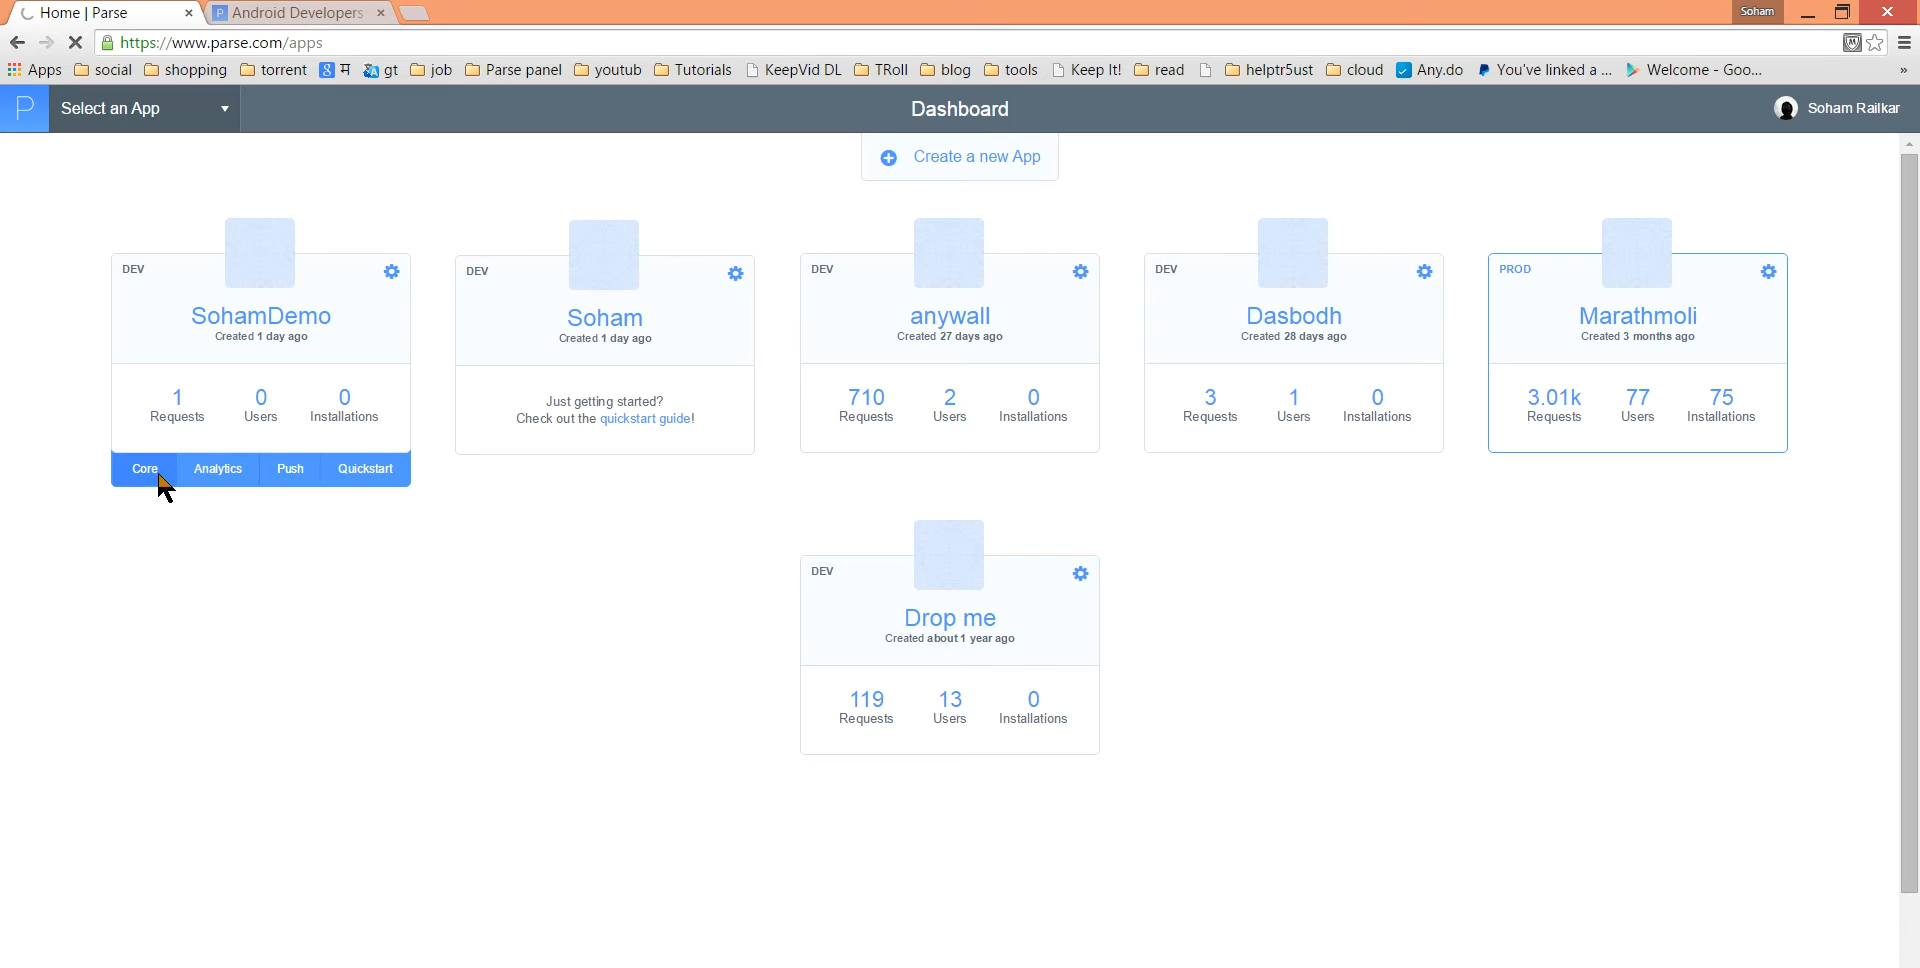 Home | Parse
Android Developers
Soham
https://www.parse.com/apps
Apps social shopping torrent म gt job Parse panel youtub Tutorials KeepVid DL TRoll blog tools Keep It! read helptr5ust cloud Any.do You've linked a ... Welcome - Goo... »
P Select an App Dashboard Soham Railkar
Create a new App
DEV
SohamDemo
Created 1 day ago
1 0 0
Requests Users Installations
Core Analytics Push Quickstart
DEV
Soham
Created 1 day ago
Just getting started?
Check out the quickstart guide!
DEV
anywall
Created 27 days ago
710 2 0
Requests Users Installations
DEV
Dasbodh
Created 28 days ago
3 1 0
Requests Users Installations
PROD
Marathmoli
Created 3 months ago
3.01k 77 75
Requests Users Installations
DEV
Drop me
Created about 1 year ago
119 13 0
Requests Users Installations